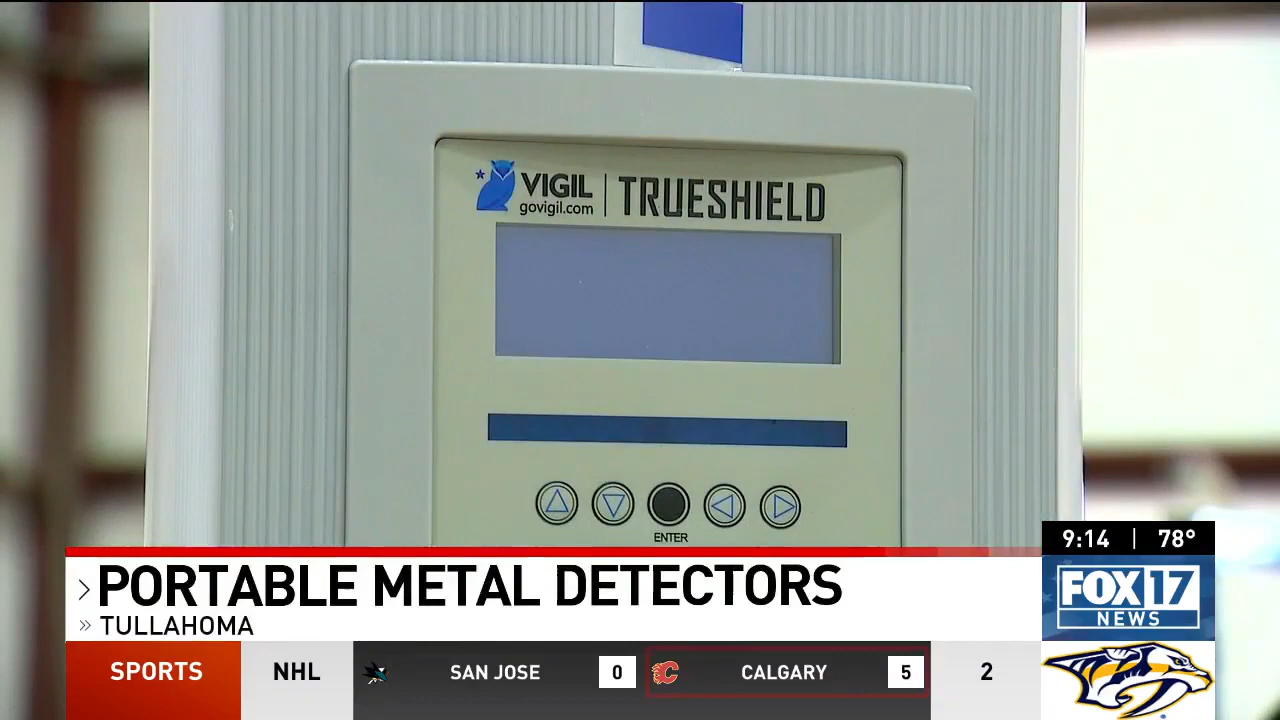 VIGIL | TRUESHIELD
govigil.com
ENTER
9:14 | 78°
PORTABLE METAL DETECTORS
TULLAHOMA
FOX 17
NEWS
SPORTS NHL SAN JOSE 0 CALGARY 5 2